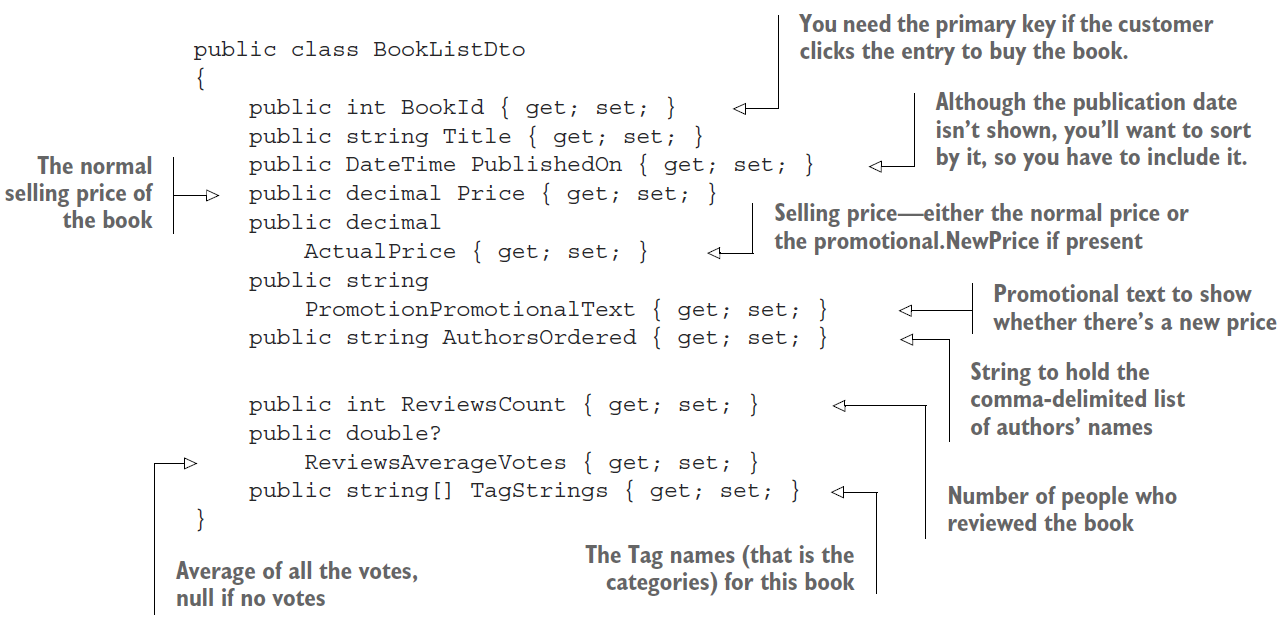 public class BookListDto
{
public int BookId { get; set; }
public string Title { get; set; }
public DateTime PublishedOn { get; set; }
public decimal Price { get; set; }
public decimal
ActualPrice { get; set; }
public string
PromotionPromotionalText { get; set; }
public string AuthorsOrdered { get; set; }
public int ReviewsCount { get; set; }
public double?
ReviewsAverageVotes { get; set; }
public string[] TagStrings { get; set; }
}
You need the primary key if the customer
clicks the entry to buy the book.
Although the publication date
isn’t shown, you’ll want to sort
by it, so you have to include it.
The normal
selling price of
the book
Selling price—either the normal price or
the promotional.NewPrice if present
Promotional text to show
whether there’s a new price
String to hold the
comma-delimited list
of authors’ names
Number of people who
reviewed the book
The Tag names (that is the
categories) for this book
Average of all the votes,
null if no votes